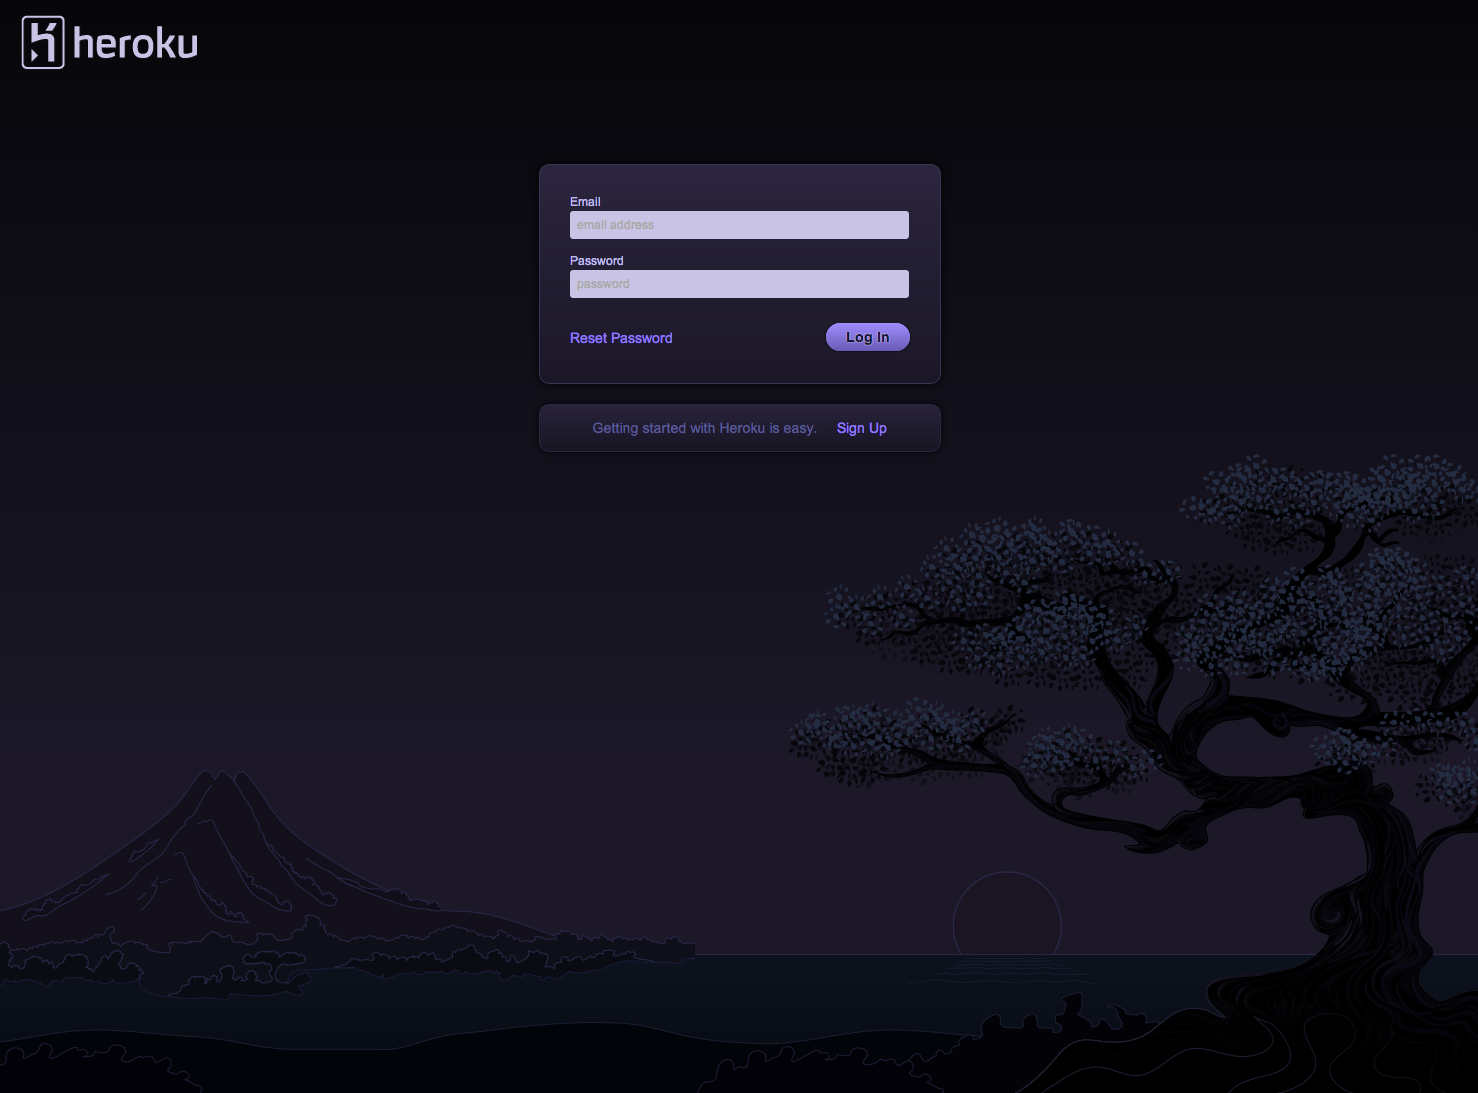 heroku
Email
email address
Password
password
Reset Password
Log In
Getting started with Heroku is easy. Sign Up